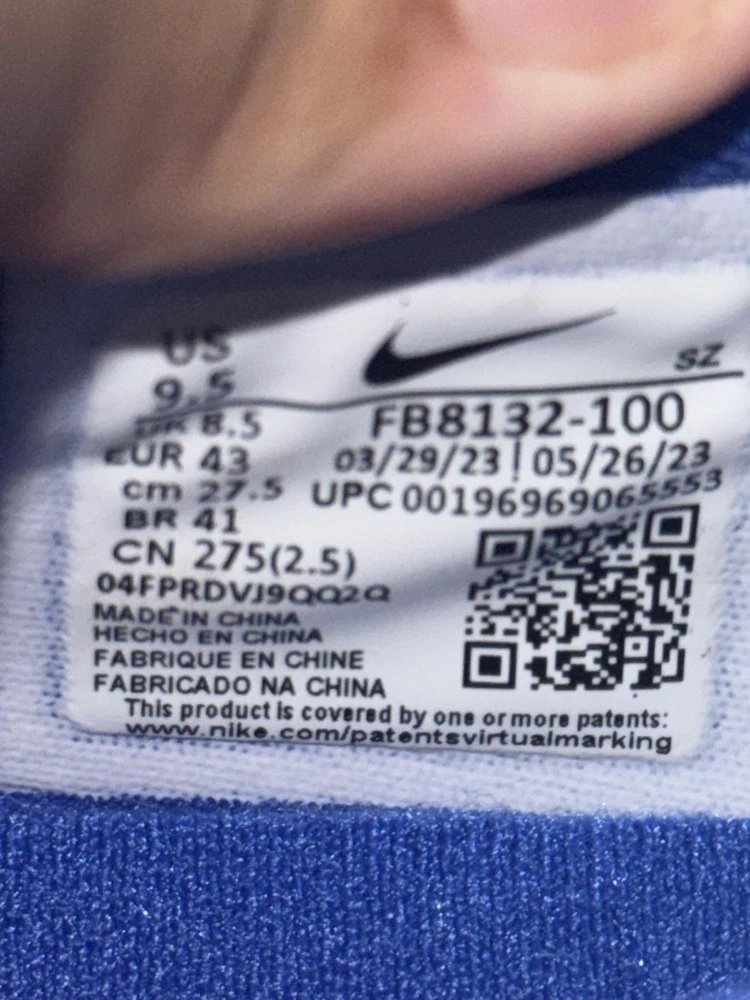 US
9.5
SZ
UK 8.5
FB8132-100
EUR 43
03/29/23 | 05/26/23
cm 27.5
UPC 00196969065553
BR 41
CN 275(2.5)
04FPRDVJ9QQ2Q
MADE IN CHINA
HECHO EN CHINA
FABRIQUE EN CHINE
FABRICADO NA CHINA
This product is covered by one or more patents:
www.nike.com/patentsvirtualmarking